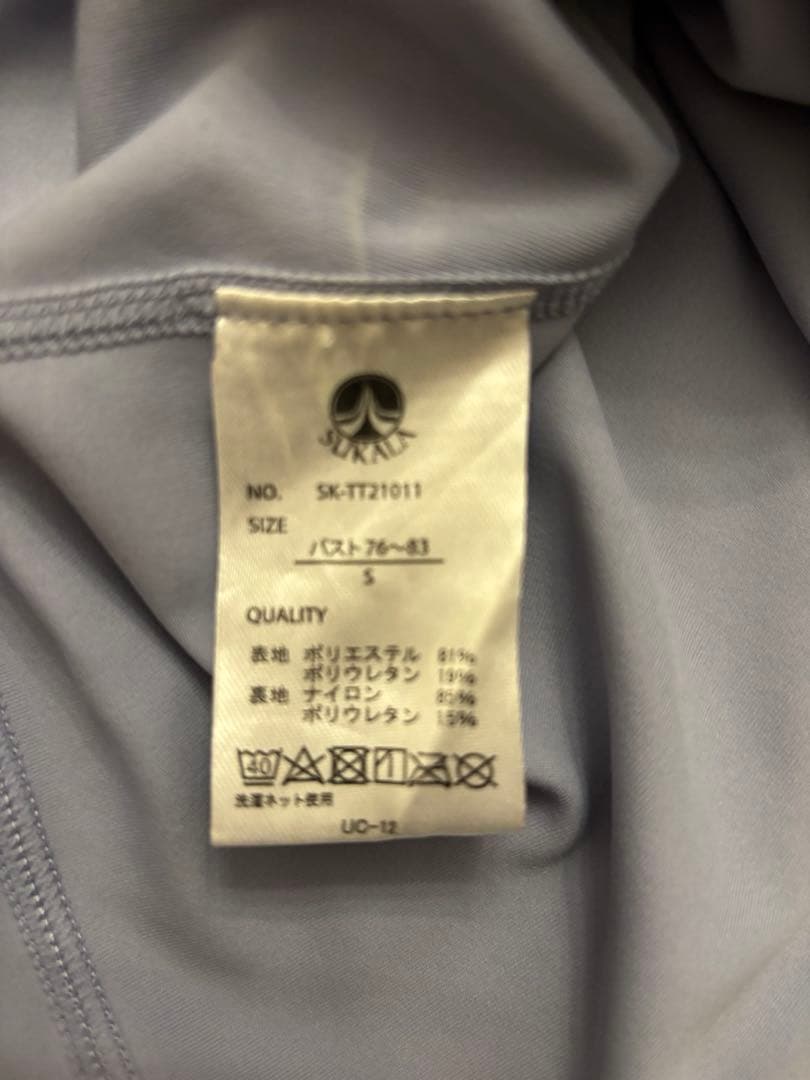 SUKALA
NO. SK-TT21011
SIZE
バスト 76〜83
S
QUALITY
表地 ポリエステル 81%
ポリウレタン 19%
裏地 ナイロン 85%
ポリウレタン 15%
40
洗濯ネット使用
UC-12